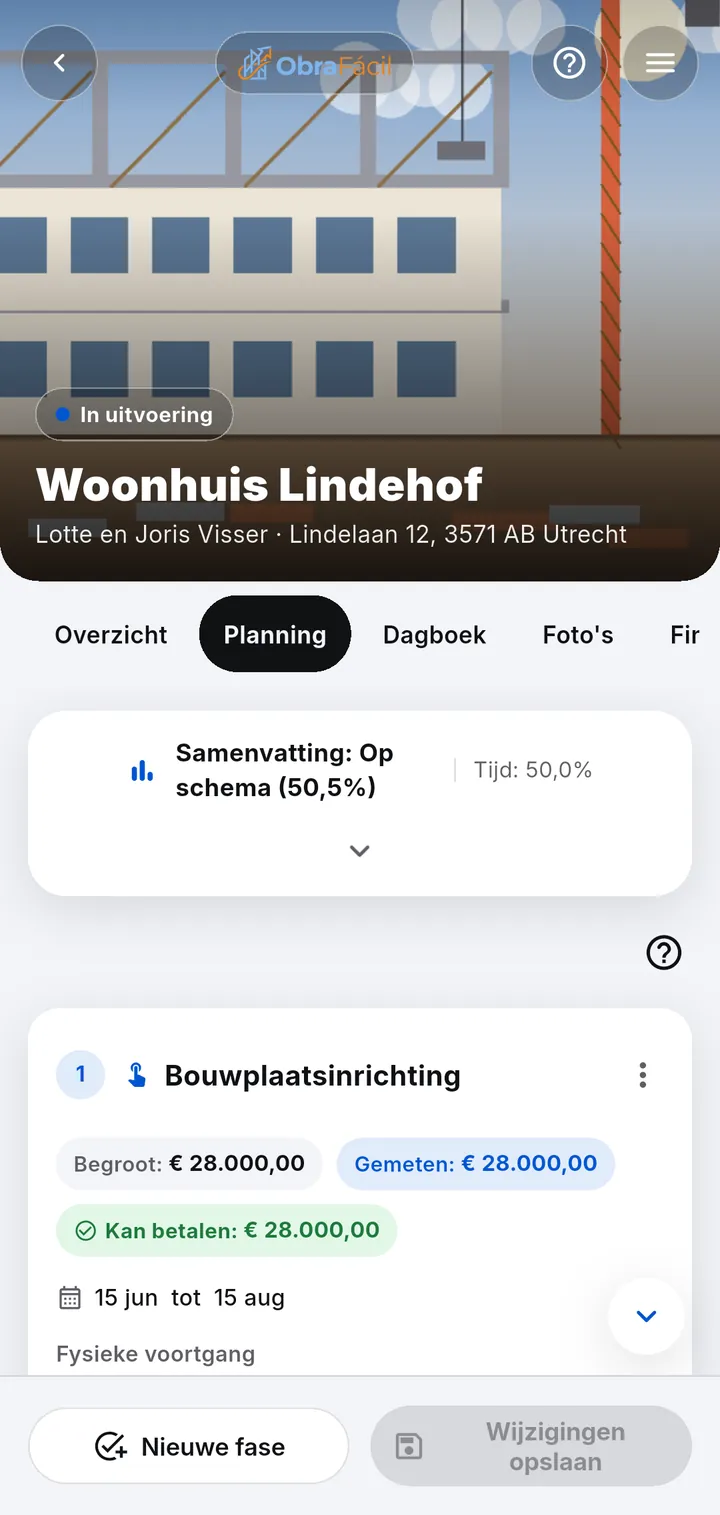 ObraFácil
In uitvoering
Woonhuis Lindehof
Lotte en Joris Visser · Lindelaan 12, 3571 AB Utrecht
Overzicht Planning Dagboek Foto's Fir
Samenvatting: Op
schema (50,5%)
Tijd: 50,0%
1 Bouwplaatsinrichting
Begroot: € 28.000,00 Gemeten: € 28.000,00
Kan betalen: € 28.000,00
15 jun tot 15 aug
Fysieke voortgang
Nieuwe fase
Wijzigingen
opslaan